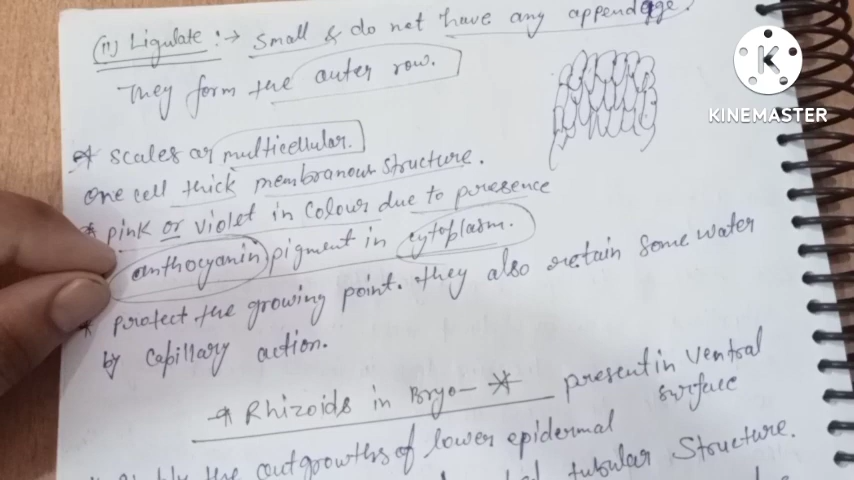 (ii) Ligulate :→ Small & do not have any appendage.
They form the outer row.
KINEMASTER
* Scales ar multicellular.
One cell thick membranous structure.
* pink or violet in colour due to presence
anthocyanin pigment in cytoplasm.
* protect the growing point. They also retain some water
by capillary action.
→* Rhizoids in Bryo- * present in ventral surface
the outgrowths of lower epidermal
tubular structure.